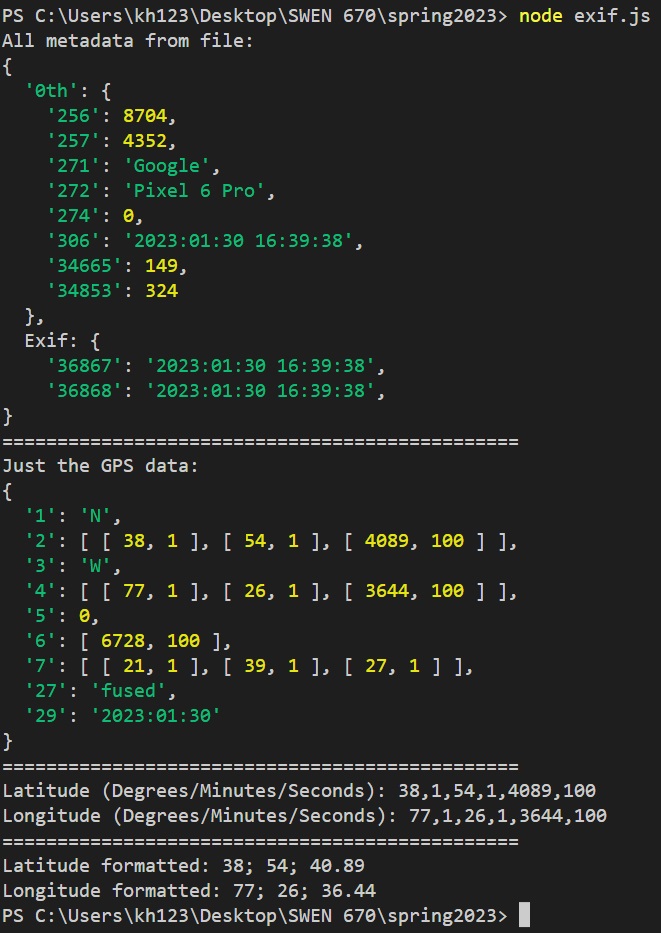 PS C:\Users\kh123\Desktop\SWEN 670\spring2023> node exif.js
All metadata from file:
{
  '0th': {
    '256': 8704,
    '257': 4352,
    '271': 'Google',
    '272': 'Pixel 6 Pro',
    '274': 0,
    '306': '2023:01:30 16:39:38',
    '34665': 149,
    '34853': 324
  },
  Exif: {
    '36867': '2023:01:30 16:39:38',
    '36868': '2023:01:30 16:39:38',
}
===============================================
Just the GPS data:
{
  '1': 'N',
  '2': [ [ 38, 1 ], [ 54, 1 ], [ 4089, 100 ] ],
  '3': 'W',
  '4': [ [ 77, 1 ], [ 26, 1 ], [ 3644, 100 ] ],
  '5': 0,
  '6': [ 6728, 100 ],
  '7': [ [ 21, 1 ], [ 39, 1 ], [ 27, 1 ] ],
  '27': 'fused',
  '29': '2023:01:30'
}
===============================================
Latitude (Degrees/Minutes/Seconds): 38,1,54,1,4089,100
Longitude (Degrees/Minutes/Seconds): 77,1,26,1,3644,100
===============================================
Latitude formatted: 38; 54; 40.89
Longitude formatted: 77; 26; 36.44
PS C:\Users\kh123\Desktop\SWEN 670\spring2023>